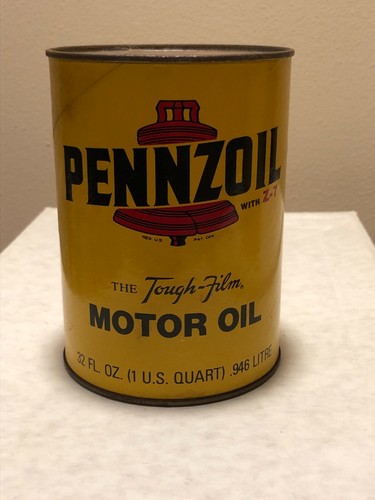 PENNZOIL
WITH Z-7
REG U.S. PAT OFF.
THE Tough-Film®
MOTOR OIL
32 FL. OZ. (1 U.S. QUART) .946 LITRE